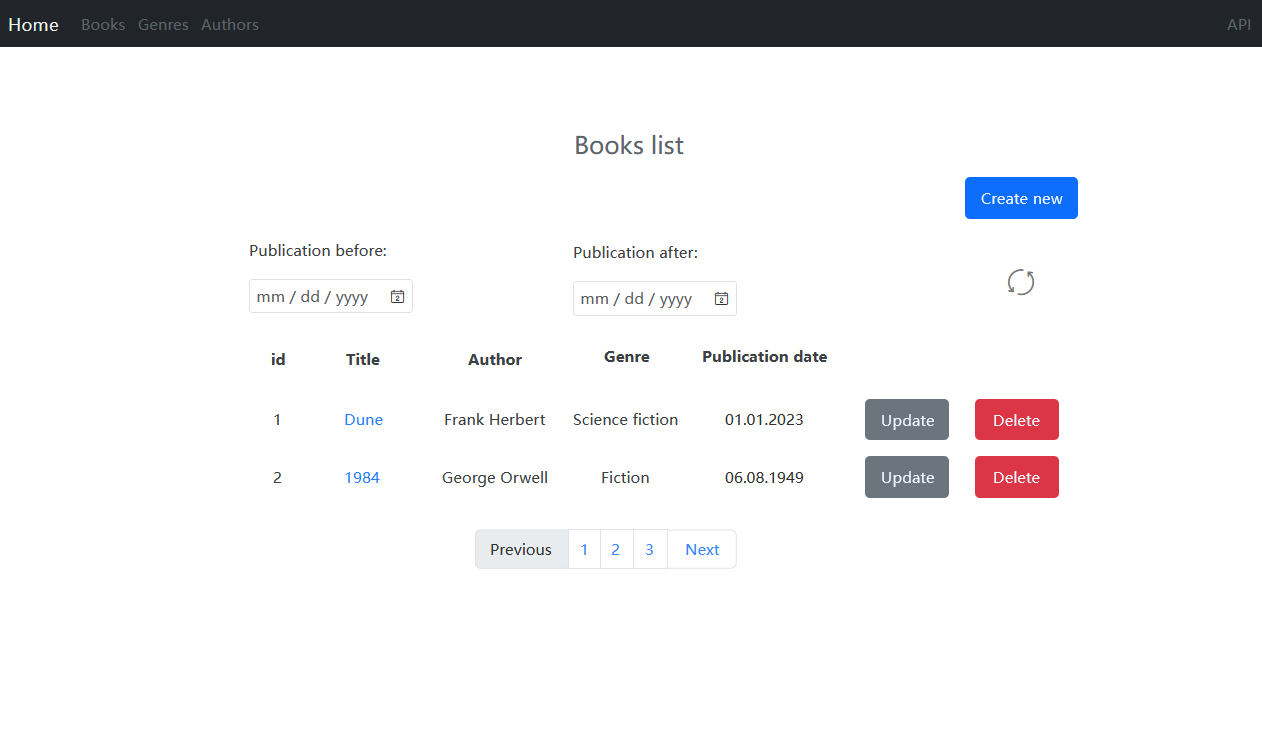 Home Books Genres Authors API
Books list
Create new
Publication before: Publication after:
mm / dd / yyyy 2 mm / dd / yyyy 2
id Title Author Genre Publication date
1 Dune Frank Herbert Science fiction 01.01.2023 Update Delete
2 1984 George Orwell Fiction 06.08.1949 Update Delete
Previous 1 2 3 Next